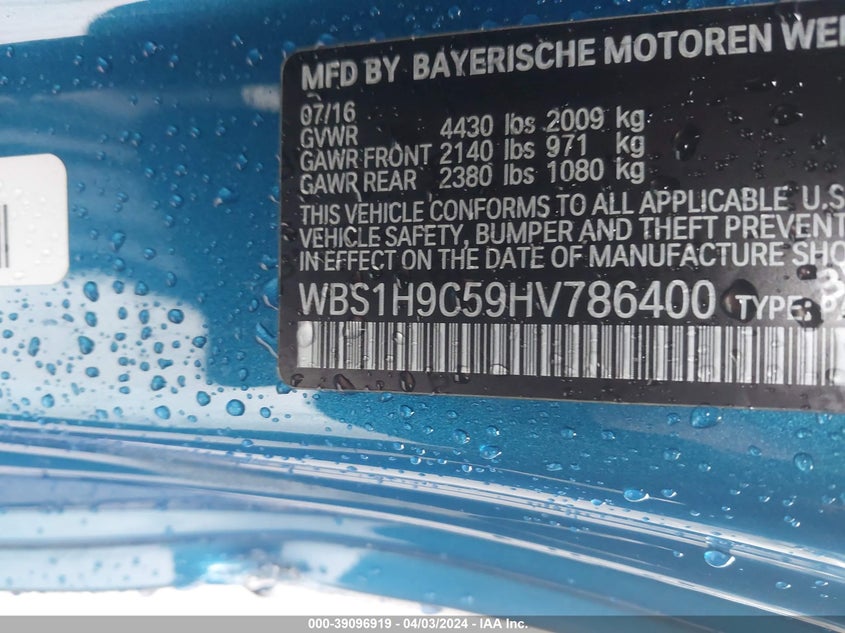 MFD BY BAYERISCHE MOTOREN
07/16
GVWR 4430 lbs 2009 kg
GAWR FRONT 2140 lbs 971 kg
GAWR REAR 2380 lbs 1080 kg
THIS VEHICLE CONFORMS TO ALL APPLICABLE U.S
VEHICLE SAFETY, BUMPER AND THEFT PREVENT
IN EFFECT ON THE DATE OF MANUFACTURE SHO
WBS1H9C59HV786400 TYPE:
000-39096919 - 04/03/2024 - IAA Inc.